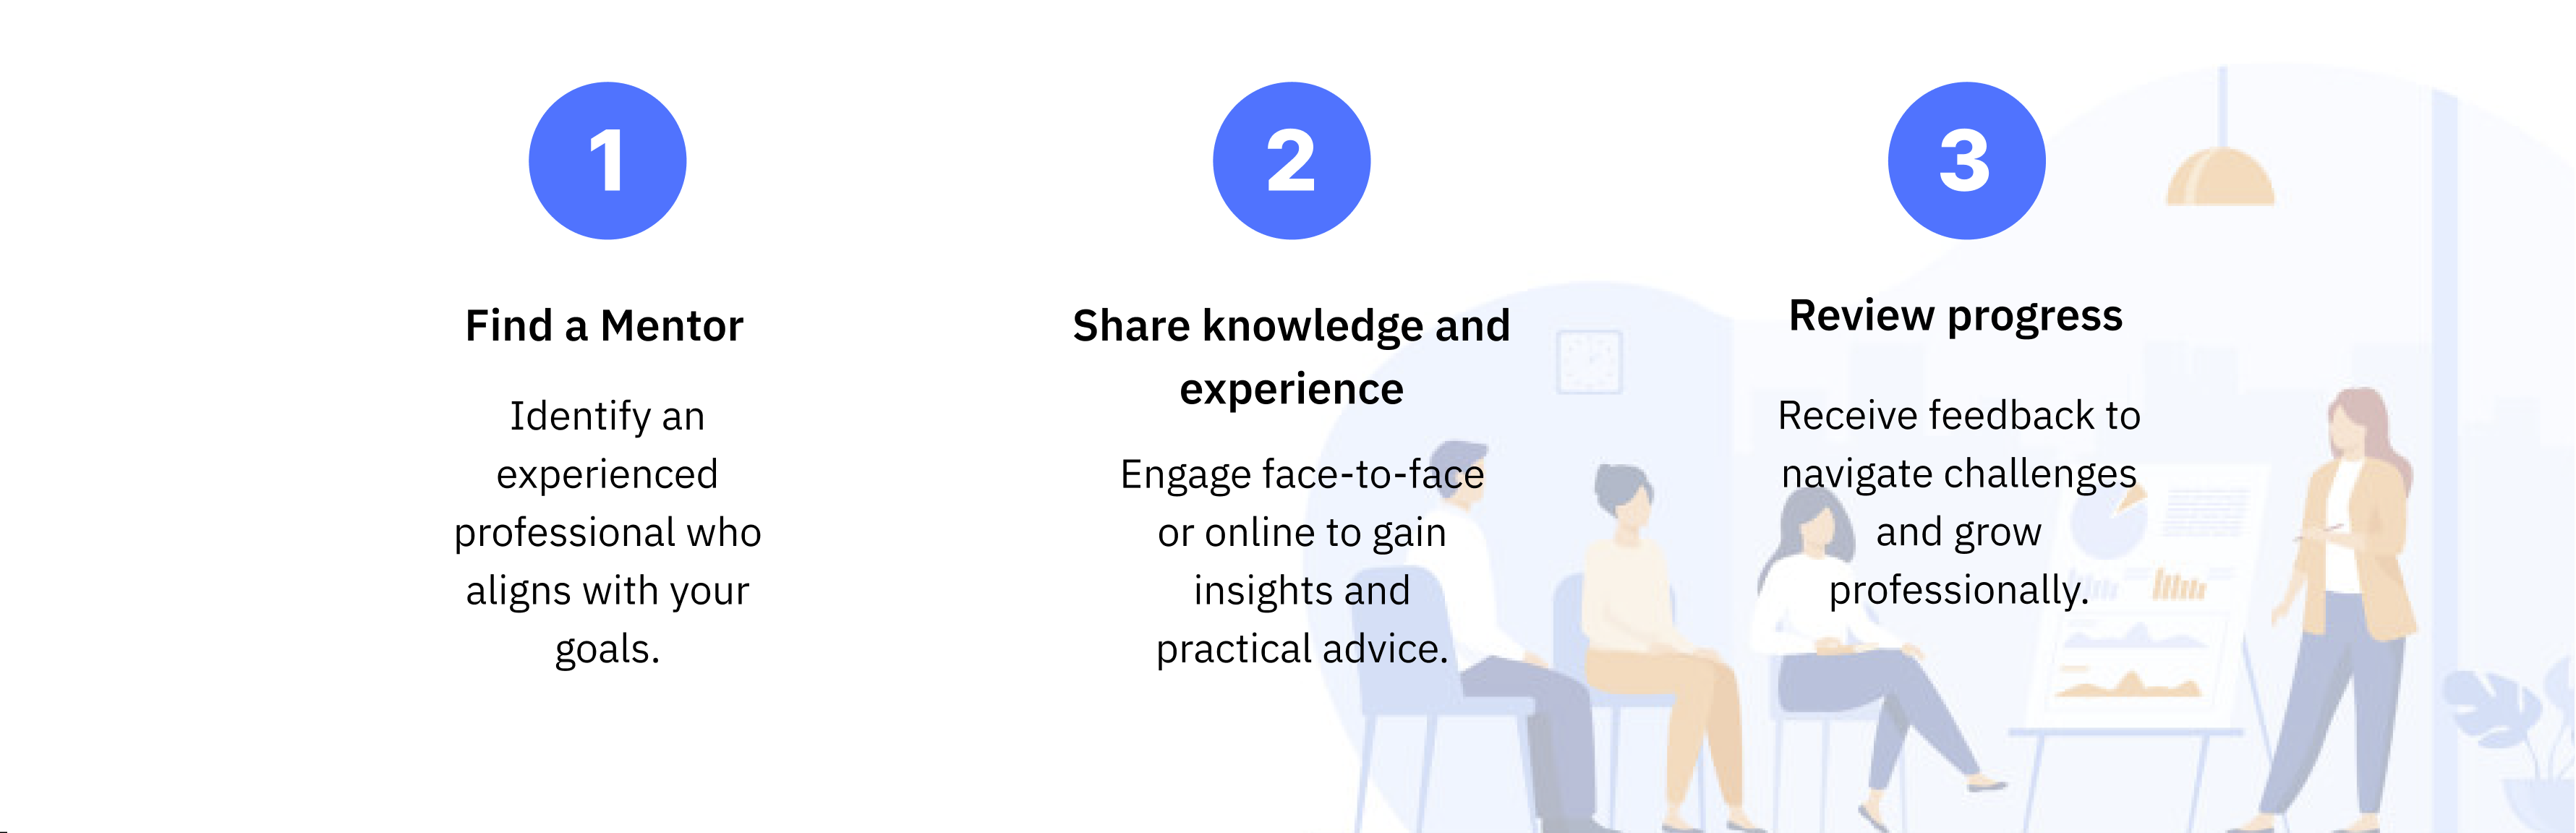 1
Find a Mentor
Identify an
experienced
professional who
aligns with your
goals.
2
Share knowledge and
experience
Engage face-to-face
or online to gain
insights and
practical advice.
3
Review progress
Receive feedback to
navigate challenges
and grow
professionally.